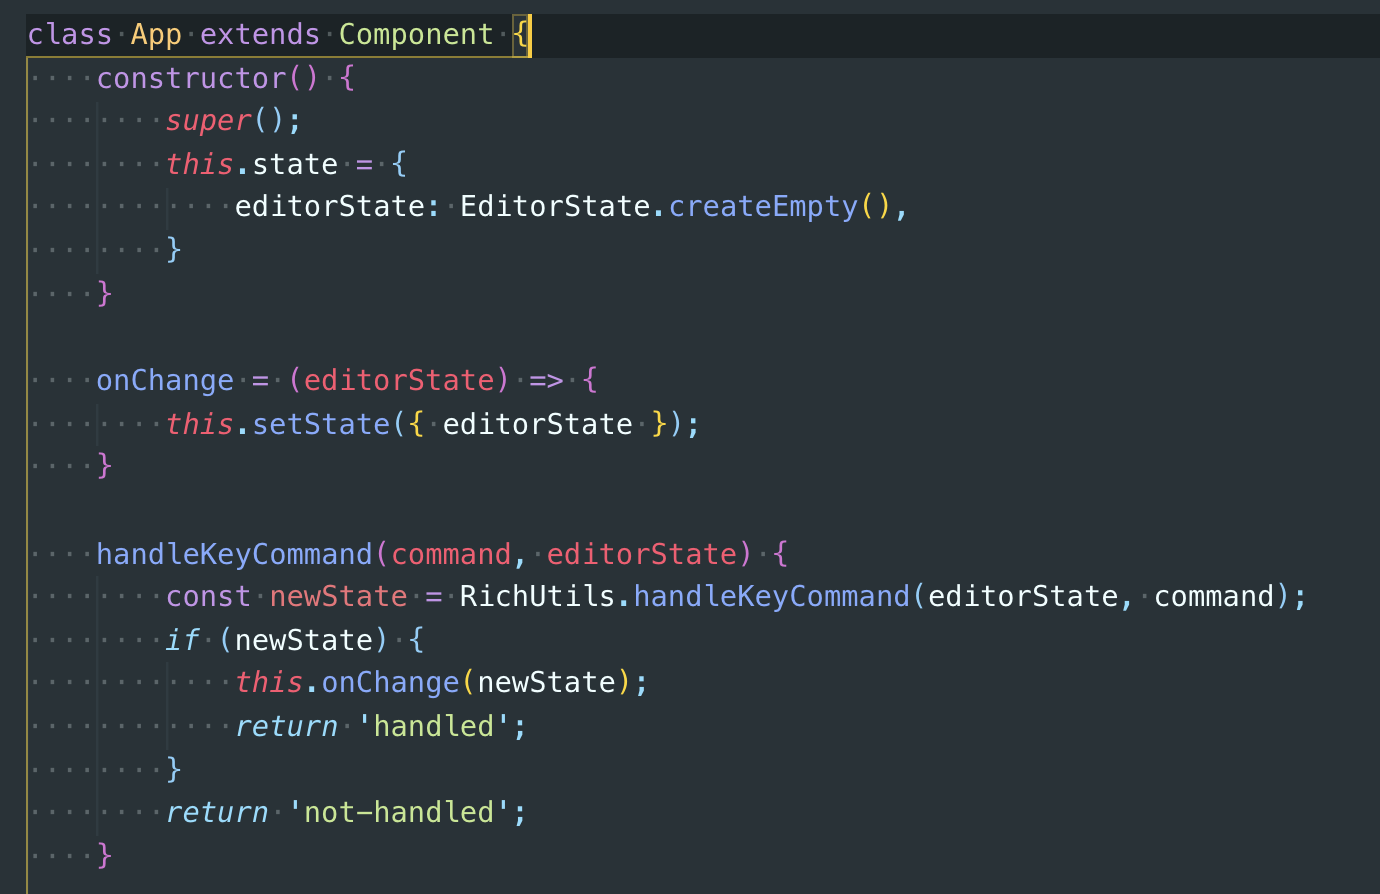 class App extends Component {
    constructor() {
        super();
        this.state = {
            editorState: EditorState.createEmpty(),
        }
    }

    onChange = (editorState) => {
        this.setState({ editorState });
    }

    handleKeyCommand(command, editorState) {
        const newState = RichUtils.handleKeyCommand(editorState, command);
        if (newState) {
            this.onChange(newState);
            return 'handled';
        }
        return 'not-handled';
    }